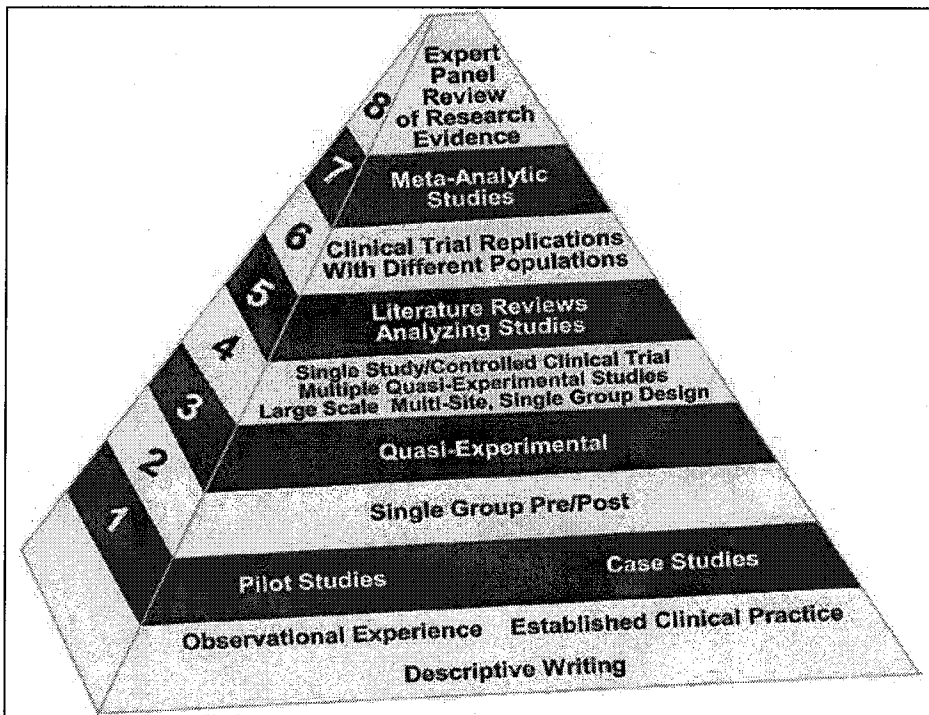 8
Expert
Panel
Review
of Research
Evidence
7
Meta-Analytic
Studies
6
Clinical Trial Replications
With Different Populations
5
Literature Reviews
Analyzing Studies
4
Single Study/Controlled Clinical Trial
Multiple Quasi-Experimental Studies
Large Scale Multi-Site, Single Group Design
3
Quasi-Experimental
2
Single Group Pre/Post
1
Pilot Studies Case Studies
Observational Experience Established Clinical Practice
Descriptive Writing